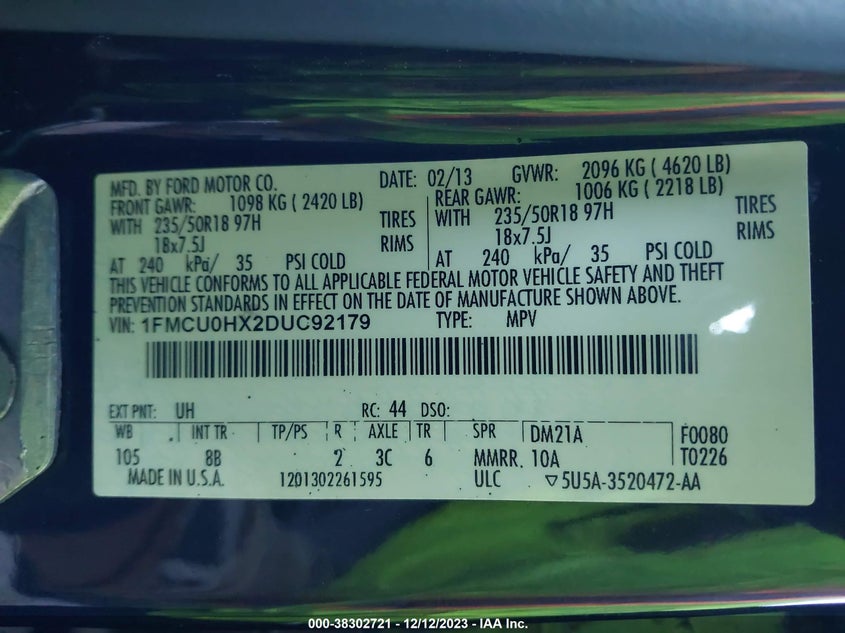 MFD. BY FORD MOTOR CO. DATE: 02/13 GVWR: 2096 KG ( 4620 LB)
FRONT GAWR: 1098 KG ( 2420 LB) REAR GAWR: 1006 KG ( 2218 LB)
WITH 235/50R18 97H TIRES WITH 235/50R18 97H TIRES
18x7.5J RIMS 18x7.5J RIMS
AT 240 kPa/ 35 PSI COLD AT 240 kPa/ 35 PSI COLD
THIS VEHICLE CONFORMS TO ALL APPLICABLE FEDERAL MOTOR VEHICLE SAFETY AND THEFT
PREVENTION STANDARDS IN EFFECT ON THE DATE OF MANUFACTURE SHOWN ABOVE.
VIN: 1FMCU0HX2DUC92179 TYPE: MPV
EXT PNT: UH RC: 44 DSO:
WB INT TR TP/PS R AXLE TR SPR DM21A F0080
105 8B 2 3C 6 MMRR. 10A T0226
MADE IN U.S.A. 1201302261595 ULC ▽5U5A-3520472-AA
000-38302721 - 12/12/2023 - IAA Inc.